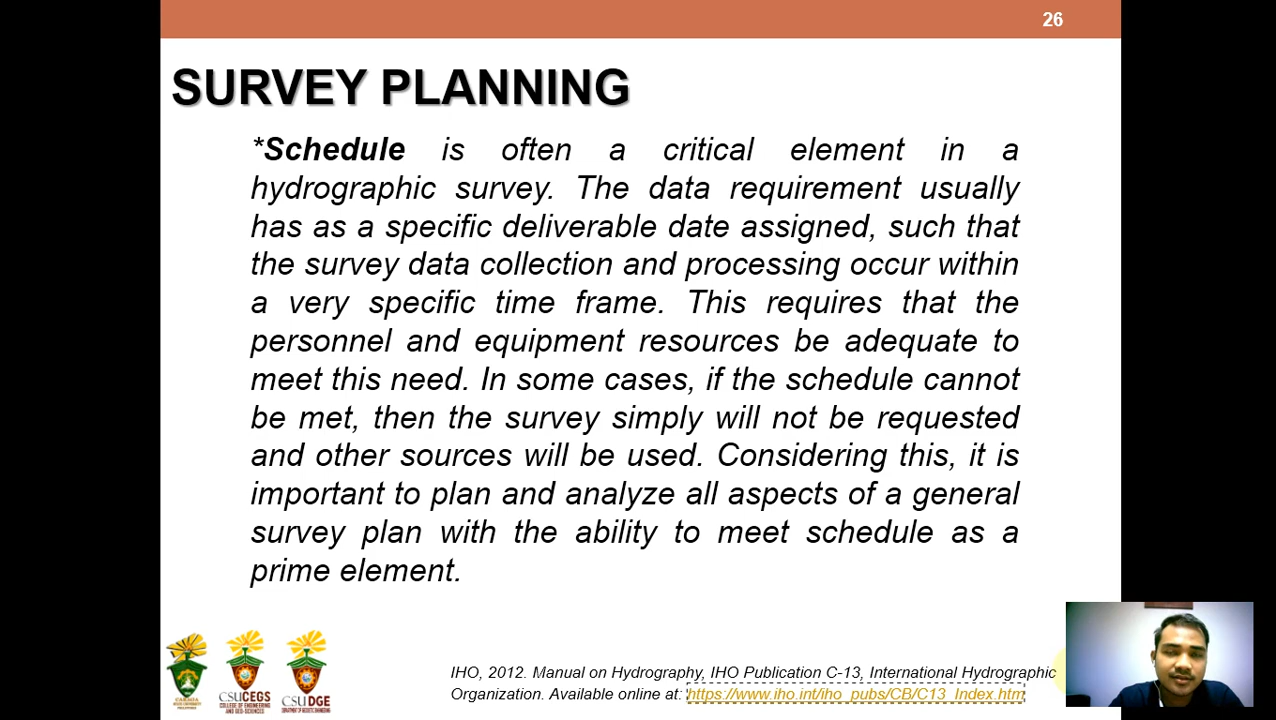 26
SURVEY PLANNING
*Schedule is often a critical element in a
hydrographic survey. The data requirement usually
has as a specific deliverable date assigned, such that
the survey data collection and processing occur within
a very specific time frame. This requires that the
personnel and equipment resources be adequate to
meet this need. In some cases, if the schedule cannot
be met, then the survey simply will not be requested
and other sources will be used. Considering this, it is
important to plan and analyze all aspects of a general
survey plan with the ability to meet schedule as a
prime element.
IHO, 2012. Manual on Hydrography, IHO Publication C-13, International Hydrographic
Organization. Available Online at: https://www.iho.int/iho_pubs/CB/C13_Index.htm
CSUCEGS
COLLEGE OF ENGINEERING
AND GEO-SCIENCES
CSUDGE